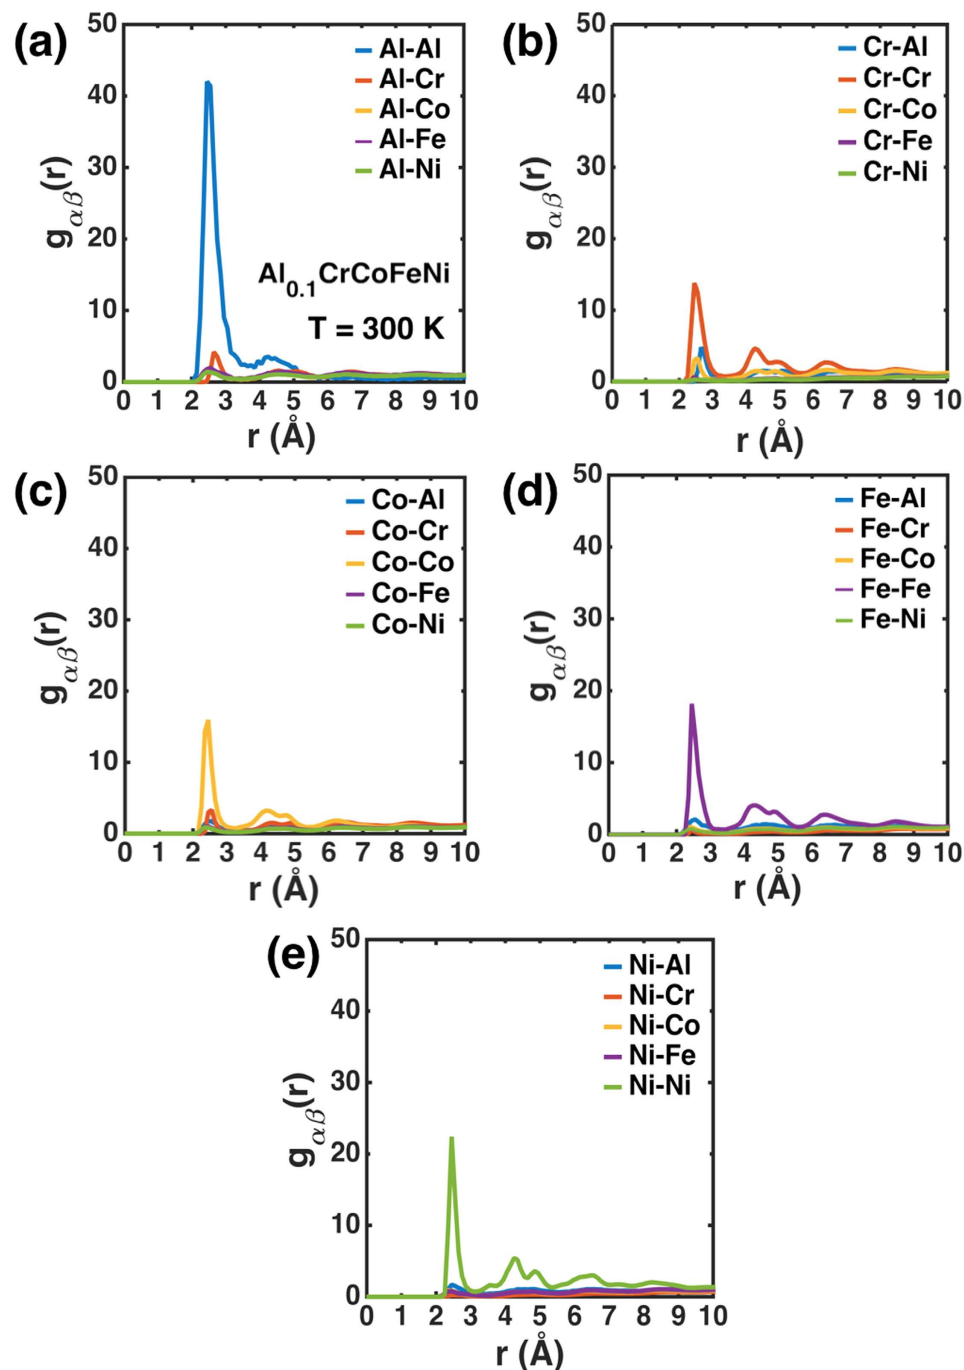 (a)
50
40
30
20
10
0
g_αβ(r)
Al-Al
Al-Cr
Al-Co
Al-Fe
Al-Ni
Al0.1CrCoFeNi
T = 300 K
0 1 2 3 4 5 6 7 8 9 10
r (Å)
(b)
50
40
30
20
10
0
g_αβ(r)
Cr-Al
Cr-Cr
Cr-Co
Cr-Fe
Cr-Ni
0 1 2 3 4 5 6 7 8 9 10
r (Å)
(c)
50
40
30
20
10
0
g_αβ(r)
Co-Al
Co-Cr
Co-Co
Co-Fe
Co-Ni
0 1 2 3 4 5 6 7 8 9 10
r (Å)
(d)
50
40
30
20
10
0
g_αβ(r)
Fe-Al
Fe-Cr
Fe-Co
Fe-Fe
Fe-Ni
0 1 2 3 4 5 6 7 8 9 10
r (Å)
(e)
50
40
30
20
10
0
g_αβ(r)
Ni-Al
Ni-Cr
Ni-Co
Ni-Fe
Ni-Ni
0 1 2 3 4 5 6 7 8 9 10
r (Å)